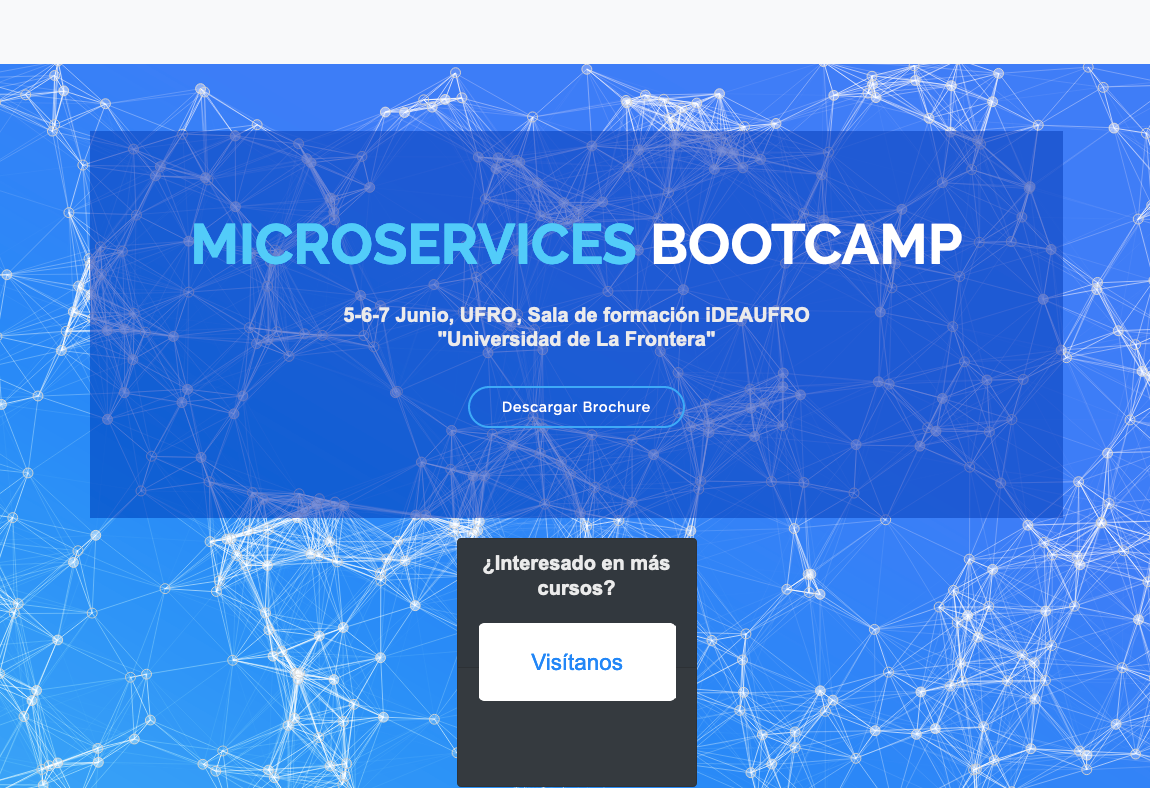 MICROSERVICES BOOTCAMP
5-6-7 Junio, UFRO, Sala de formación iDEAUFRO
"Universidad de La Frontera"
Descargar Brochure
¿Interesado en más
cursos?
Visítanos